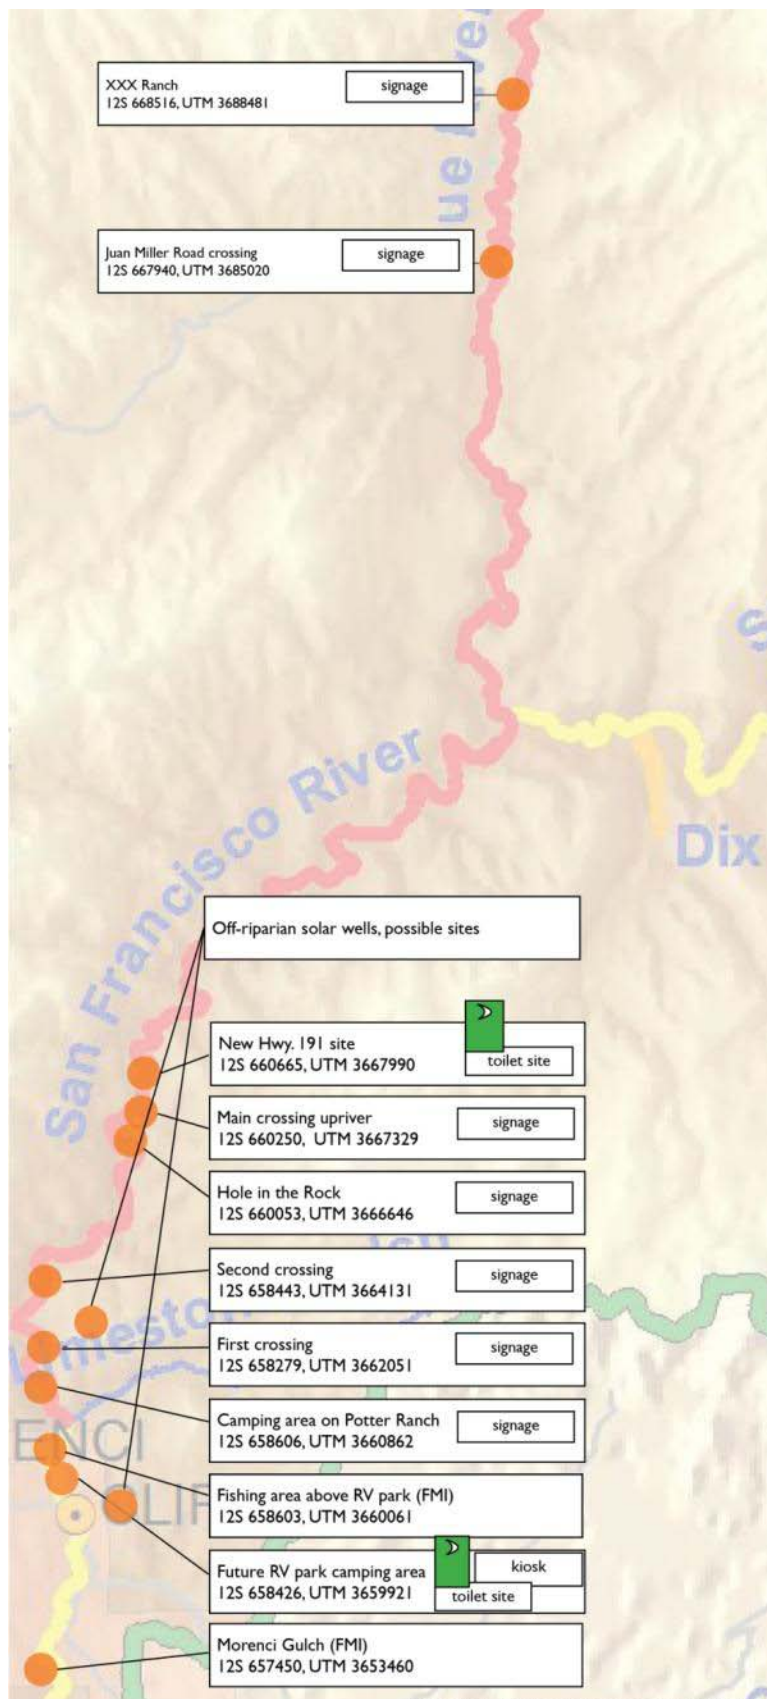 ue River
XXX Ranch
12S 668516, UTM 3688481
signage
Juan Miller Road crossing
12S 667940, UTM 3685020
signage
S
San Francisco River
Dix
Off-riparian solar wells, possible sites
New Hwy. 191 site
12S 660665, UTM 3667990
toilet site
Main crossing upriver
12S 660250, UTM 3667329
signage
Hole in the Rock
12S 660053, UTM 3666646
signage
Second crossing
12S 658443, UTM 3664131
signage
Limeston
First crossing
12S 658279, UTM 3662051
signage
Camping area on Potter Ranch
12S 658606, UTM 3660862
signage
ENCI
Fishing area above RV park (FMI)
12S 658603, UTM 3660061
CLIF
Future RV park camping area
12S 658426, UTM 3659921
kiosk
toilet site
Morenci Gulch (FMI)
12S 657450, UTM 3653460